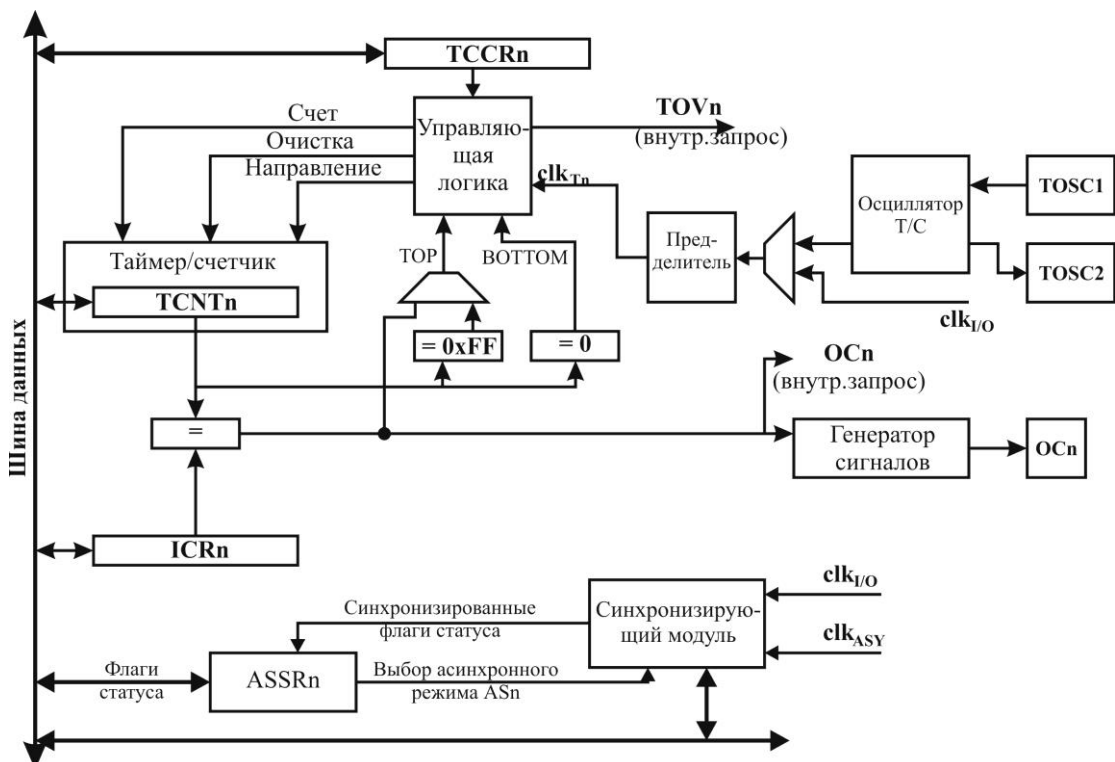 TCCRn
Счет
Очистка
Направление
Управляю-
щая
логика
TOVn
(внутр.запрос)
clkTn
Осциллятор
T/C
TOSC1
TOSC2
Пред-
делитель
clkI/O
Таймер/счетчик
TCNTn
TOP
BOTTOM
= 0xFF
= 0
OCn
(внутр.запрос)
=
Генератор
сигналов
OCn
Шина данных
ICRn
Синхронизированные
флаги статуса
Синхронизирую-
щий модуль
clkI/O
clkASY
Флаги
статуса
ASSRn
Выбор асинхронного
режима ASn